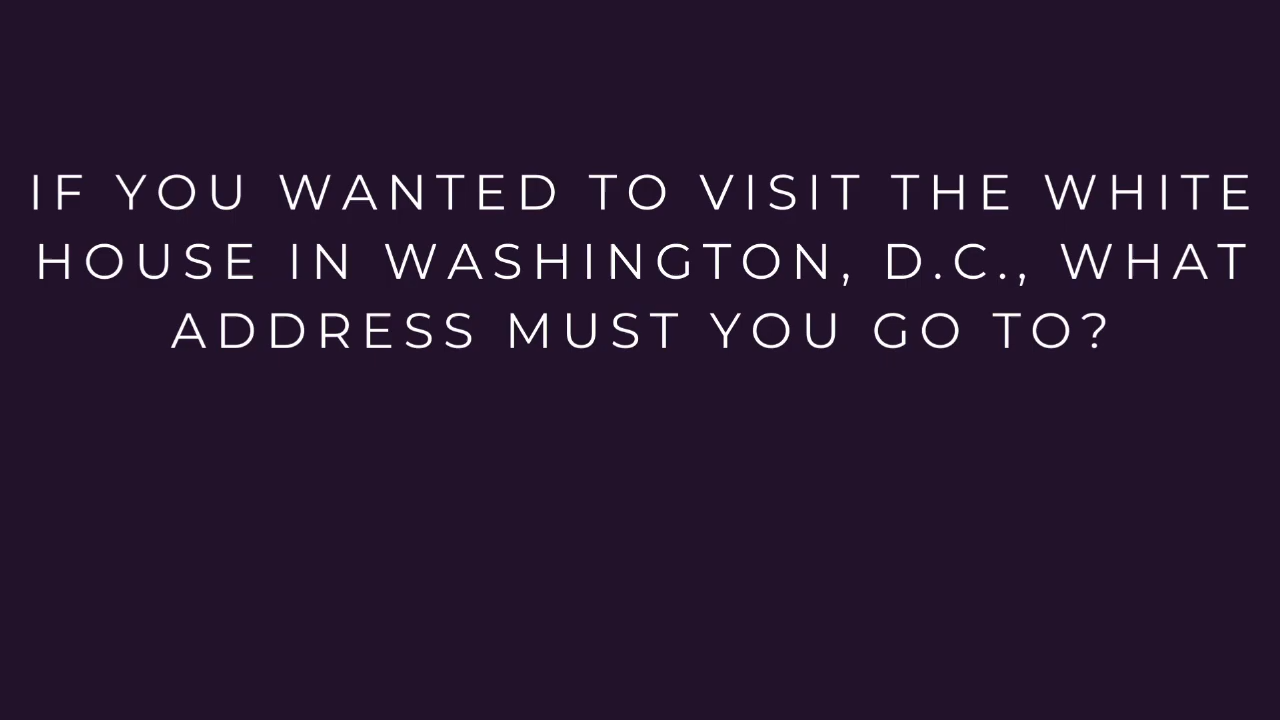 IF YOU WANTED TO VISIT THE WHITE
HOUSE IN WASHINGTON, D.C., WHAT
ADDRESS MUST YOU GO TO?